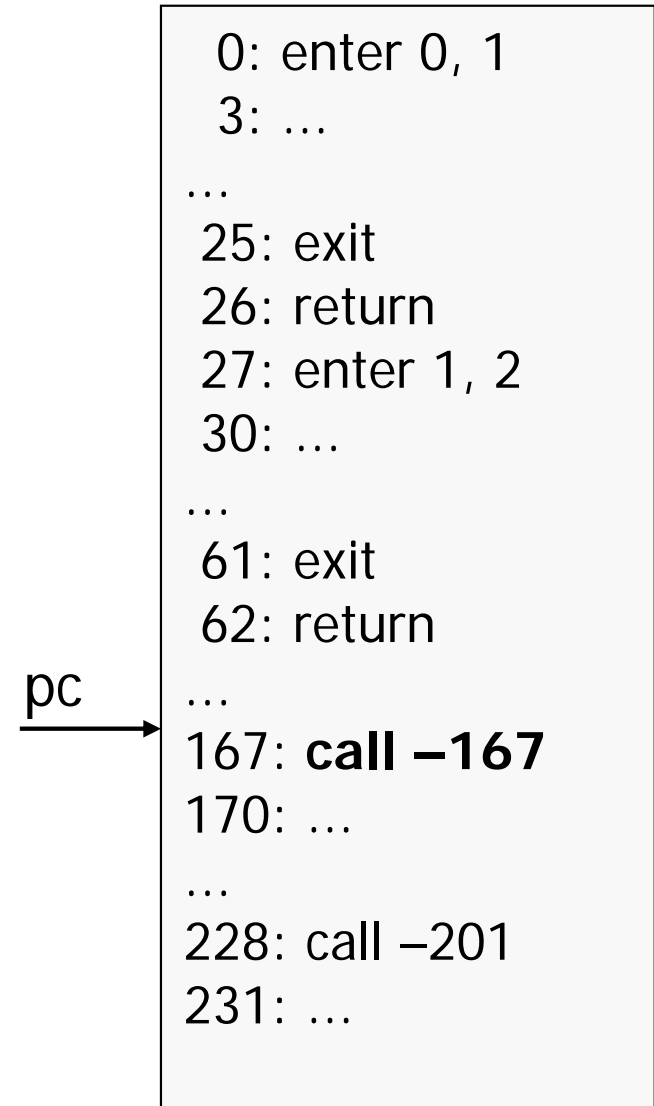 0: enter 0, 1
3: ...
...
25: exit
26: return
27: enter 1, 2
30: ...
...
61: exit
62: return
pc
...
167: call –167
170: ...
...
228: call –201
231: ...